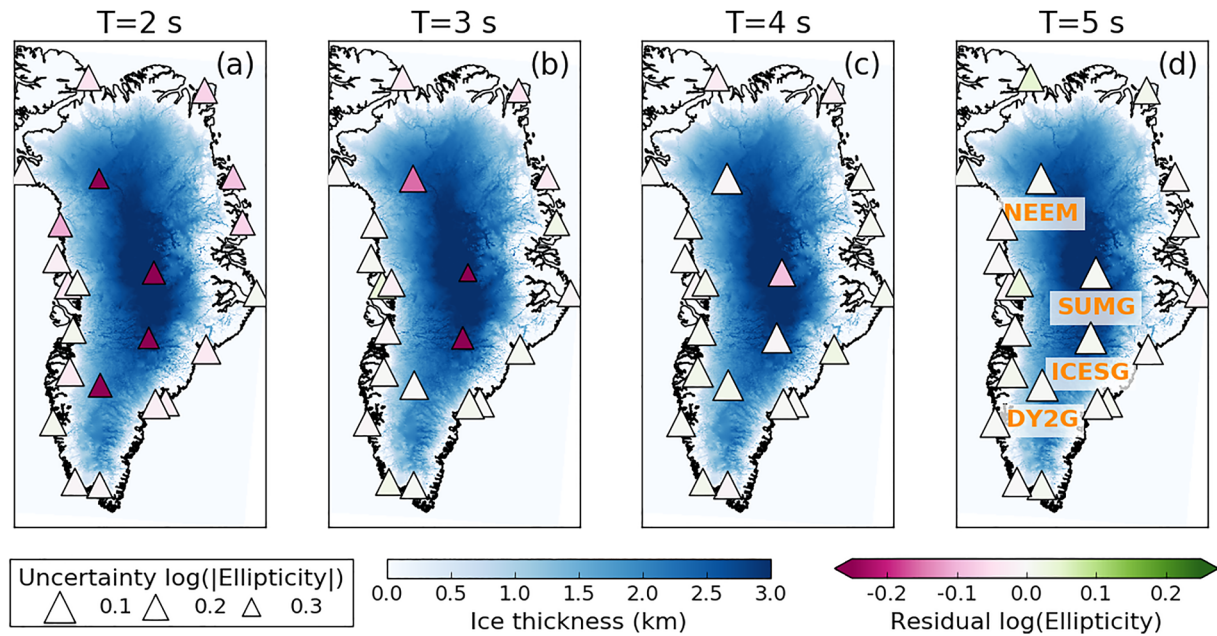 T=2 s
T=3 s
T=4 s
T=5 s
(a)
(b)
(c)
(d)
NEEM
SUMG
ICESG
DY2G
Uncertainty log(|Ellipticity|)
0.1 0.2 0.3
0.0 0.5 1.0 1.5 2.0 2.5 3.0
Ice thickness (km)
-0.2 -0.1 0.0 0.1 0.2
Residual log(Ellipticity)